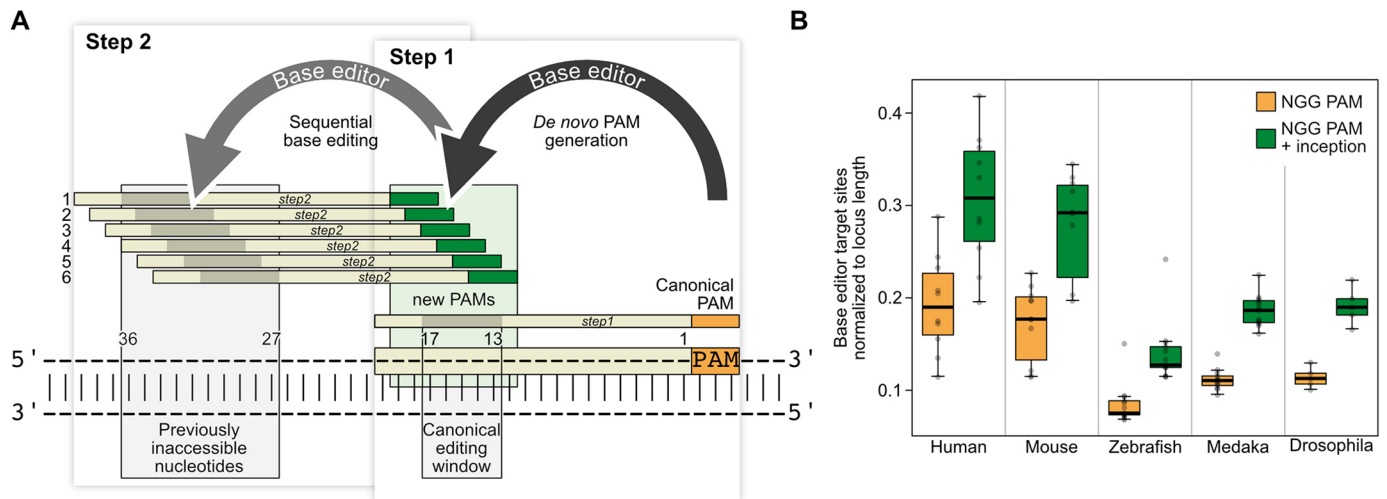 A
Step 2
Step 1
Base editor
Base editor
Sequential
base editing
De novo PAM
generation
1
2
3
4
5
6
step2
step2
step2
step2
step2
step2
new PAMs
Canonical
PAM
step1
36
27
17
13
1
5'
PAM
3'
3'
5'
Previously
inaccessible
nucleotides
Canonical
editing
window
B
Base editor target sites
normalized to locus length
0.4
0.3
0.2
0.1
NGG PAM
NGG PAM
+ inception
Human
Mouse
Zebrafish
Medaka
Drosophila